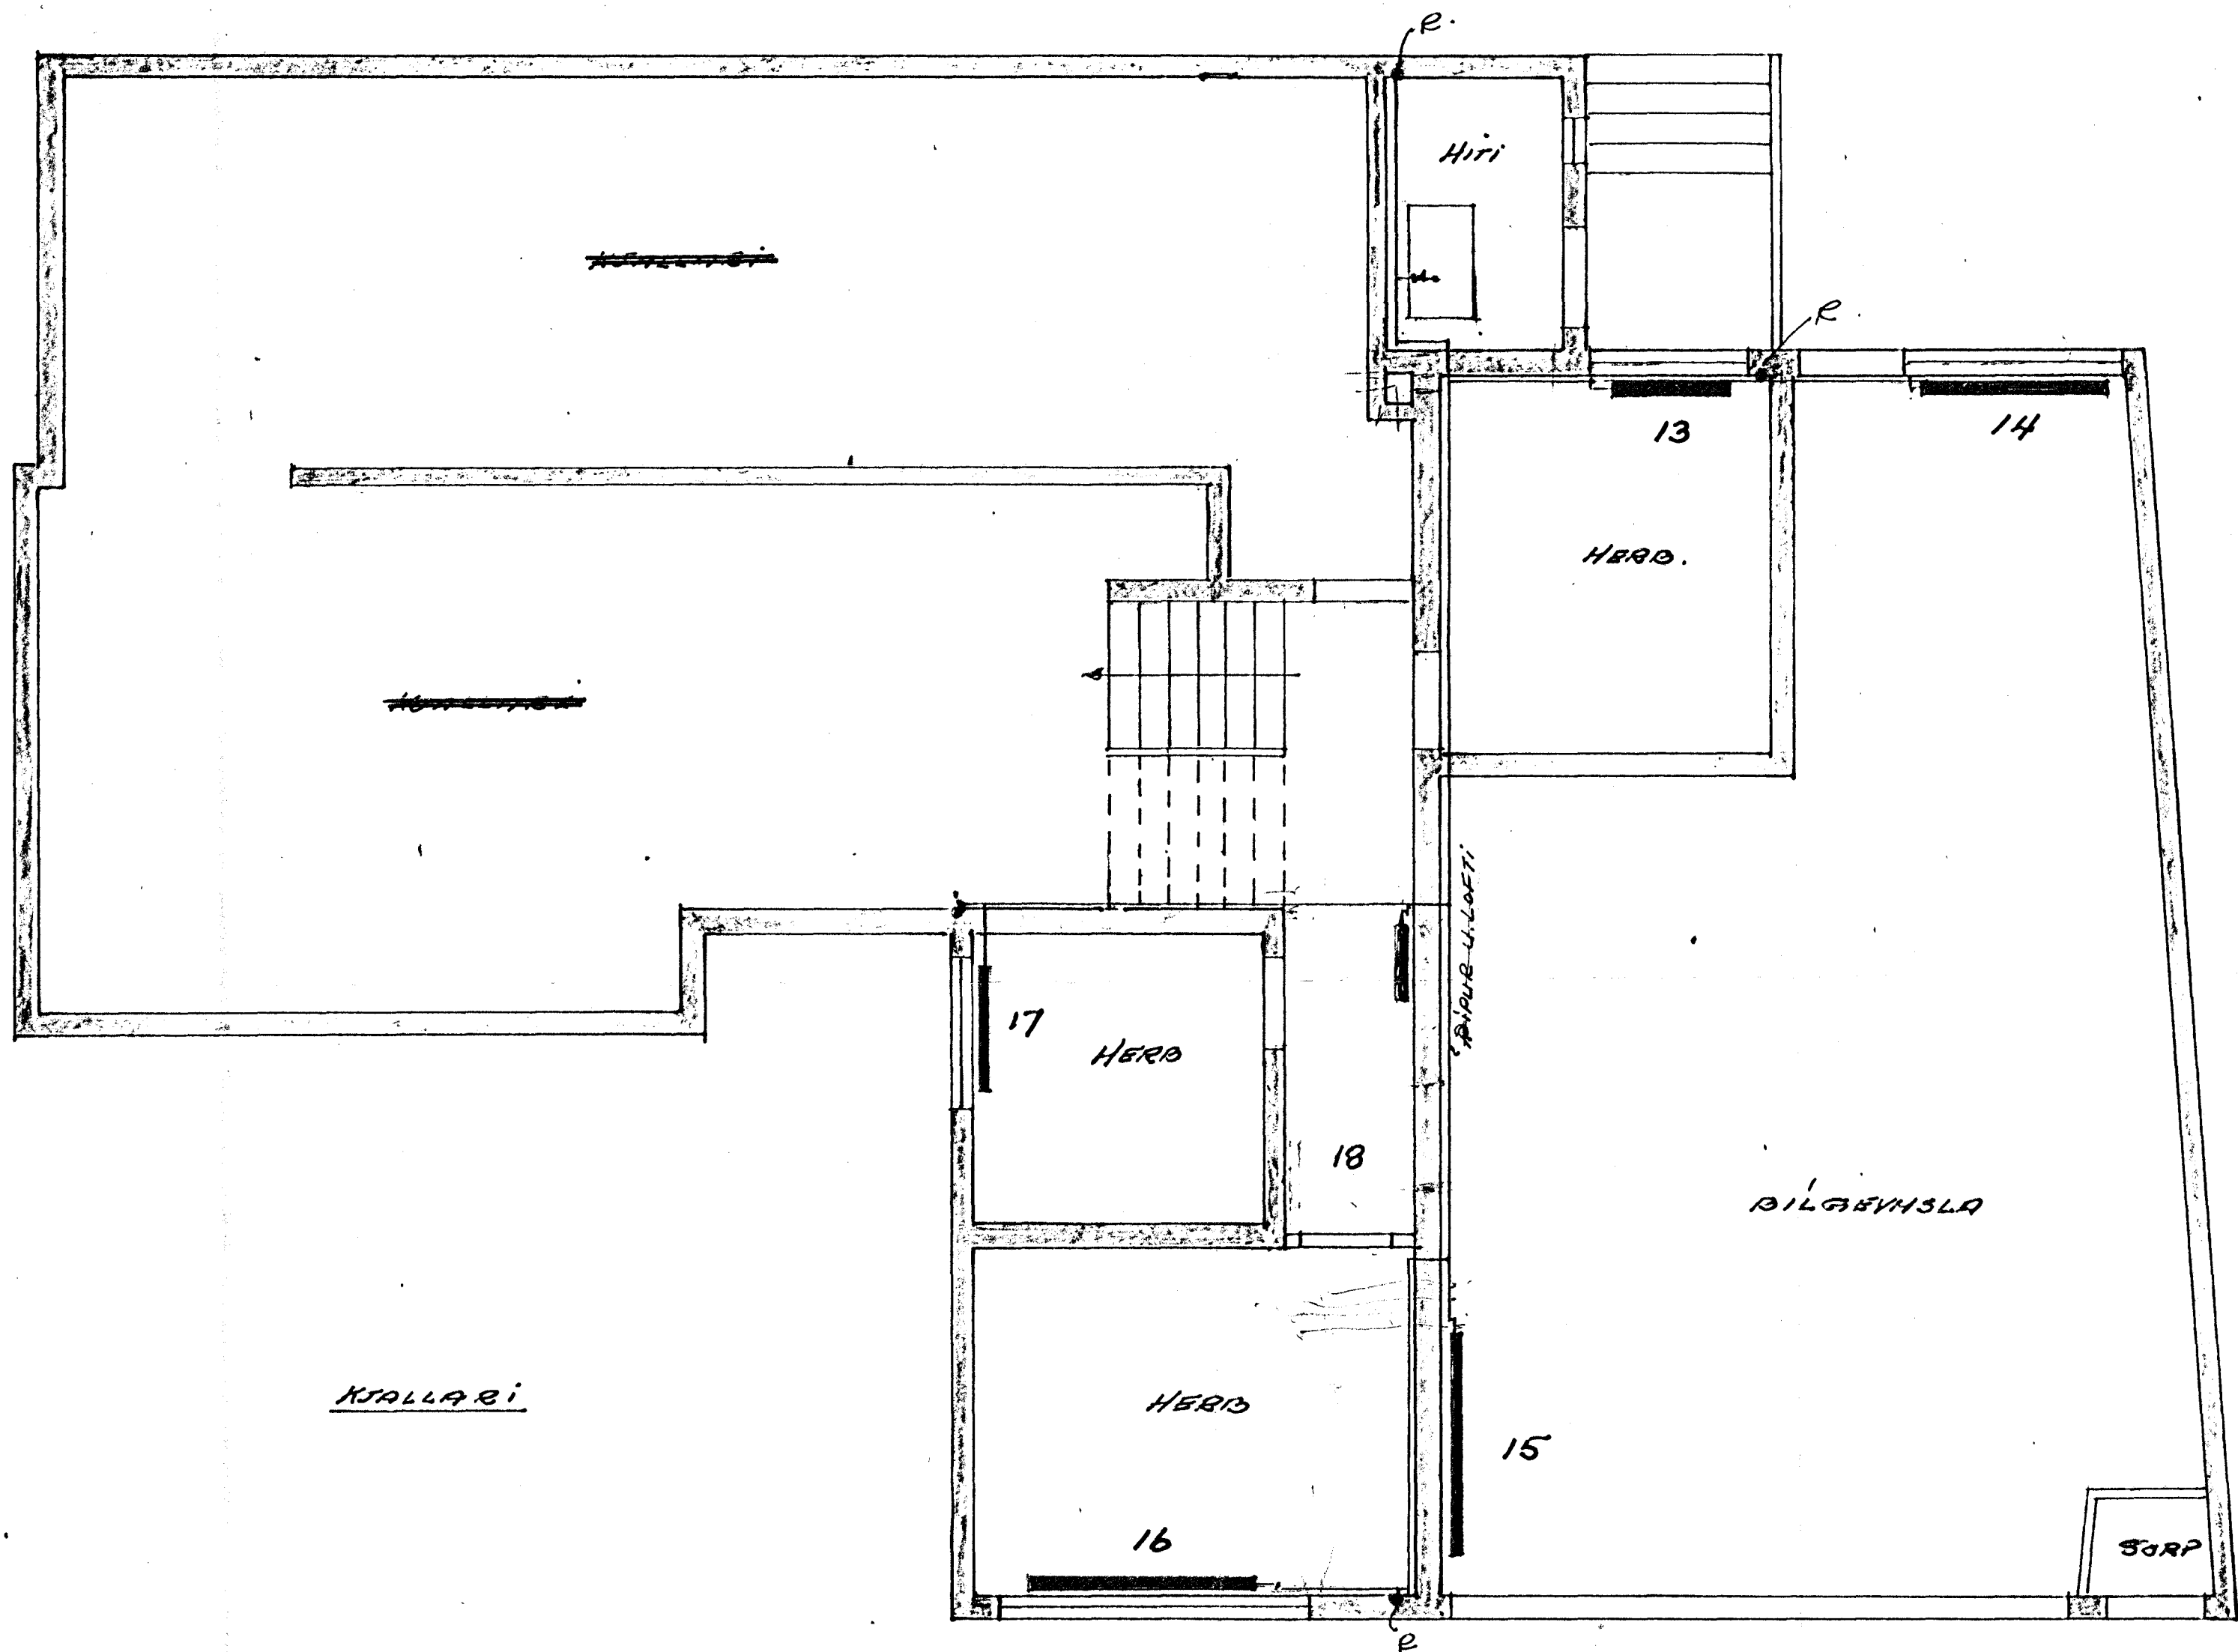 R.
HITI
R.
13
14
HERB.
PÍPUR Í LOFTI
17
HERB
18
BÍLGEYMSLA
KJALLARI
HERB
15
16
SORP
R